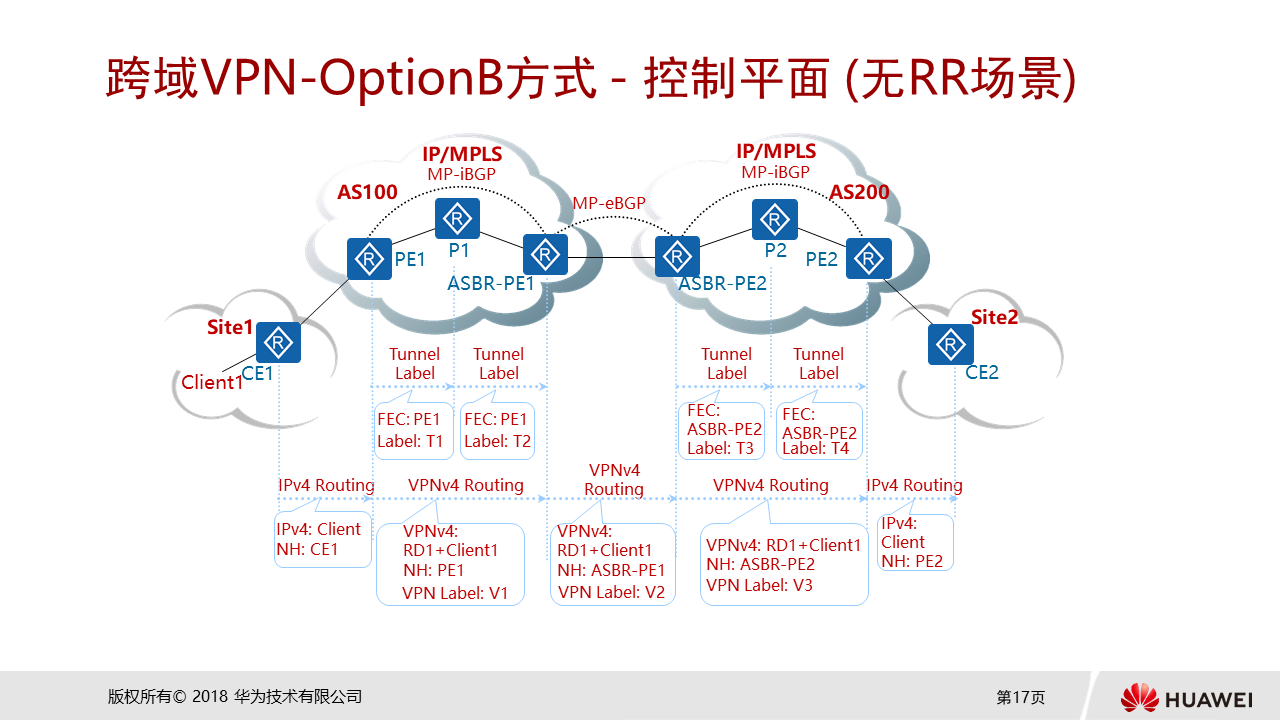 跨域VPN-OptionB方式 - 控制平面 (无RR场景)
IP/MPLS
MP-iBGP
AS100
MP-eBGP
IP/MPLS
MP-iBGP
AS200
R
R
R
R
R
R
PE1
P1
ASBR-PE1
ASBR-PE2
P2
PE2
Site1
R
CE1
Client1
Site2
R
CE2
Tunnel
Label
Tunnel
Label
Tunnel
Label
Tunnel
Label
FEC: PE1
Label: T1
FEC: PE1
Label: T2
FEC:
ASBR-PE2
Label: T3
FEC:
ASBR-PE2
Label: T4
IPv4 Routing
VPNv4 Routing
VPNv4
Routing
VPNv4 Routing
IPv4 Routing
IPv4: Client
NH: CE1
VPNv4:
RD1+Client1
NH: PE1
VPN Label: V1
VPNv4:
RD1+Client1
NH: ASBR-PE1
VPN Label: V2
VPNv4: RD1+Client1
NH: ASBR-PE2
VPN Label: V3
IPv4:
Client
NH: PE2
版权所有© 2018 华为技术有限公司
第17页
HUAWEI